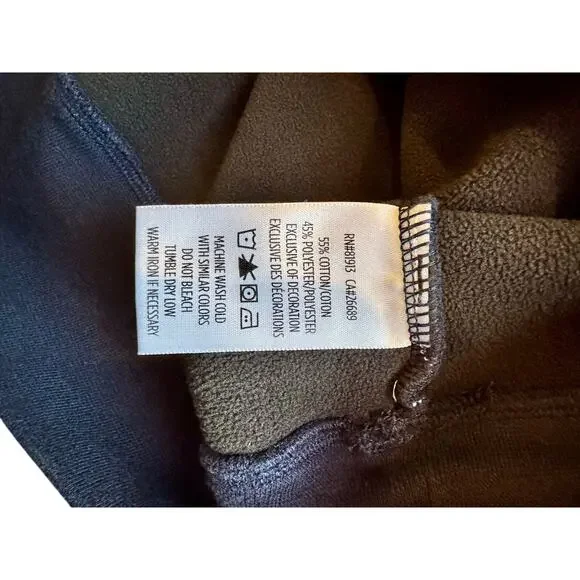 RN#81913 CA#26689
55% COTTON/COTON
45% POLYESTER/POLYESTER
EXCLUSIVE OF DECORATION
EXCLUSIVE DES DÉCORATIONS
MACHINE WASH COLD
WITH SIMILAR COLORS
DO NOT BLEACH
TUMBLE DRY LOW
WARM IRON IF NECESSARY